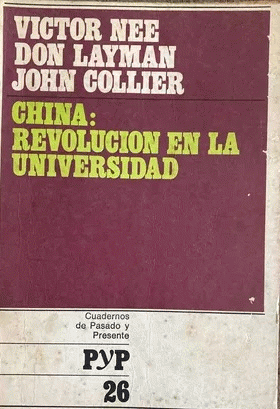 VICTOR NEE
DON LAYMAN
JOHN COLLIER
CHINA:
REVOLUCION EN LA
UNIVERSIDAD
Cuadernos
de Pasado y
Presente
PyP
26